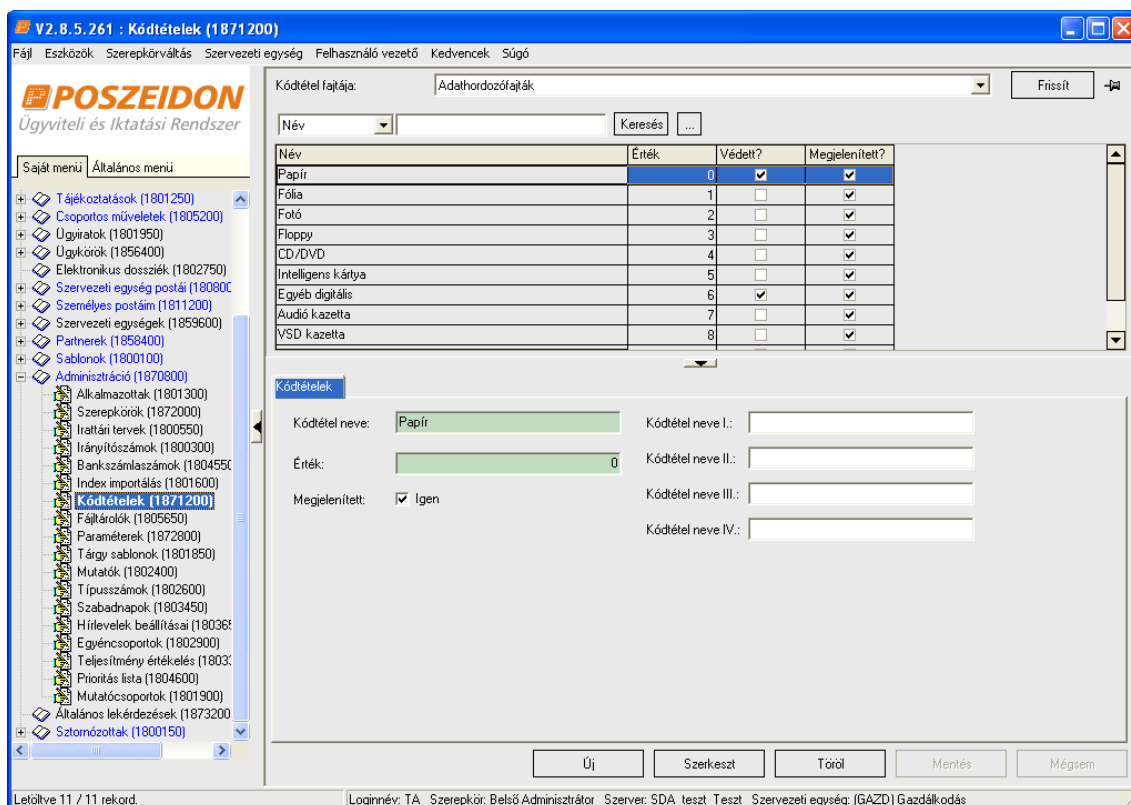 V2.8.5.261 : Kódtételek (1871200)
Fájl Eszközök Szerepkörváltás Szervezeti egység Felhasználó vezető Kedvencek Súgó
POSZEIDON
Ügyviteli és Iktatási Rendszer
Saját menü Általános menü
Tájékoztatások (1801250)
Csoportos műveletek (1805200)
Ügyiratok (1801950)
Ügykörök (1856400)
Elektronikus dossziék (1802750)
Szervezeti egység postái (180800
Személyes postáim (1811200)
Szervezeti egységek (1859600)
Partnerek (1858400)
Sablonok (1800100)
Adminisztráció (1870800)
Alkalmazottak (1801300)
Szerepkörök (1872000)
Irattári tervek (1800550)
Irányítószámok (1800300)
Bankszámlaszámok (1804550
Index importálás (1801600)
Kódtételek (1871200)
Fájltárolók (1805650)
Paraméterek (1872800)
Tárgy sablonok (1801850)
Mutatók (1802400)
Típusszámok (1802600)
Szabadnapok (1803450)
Hírlevelek beállításai (180365
Egyéncsoportok (1802900)
Teljesítmény értékelés (1803
Prioritás lista (1804600)
Mutatócsoportok (1801900)
Általános lekérdezések (1873200
Sztornózottak (1800150)
Kódtétel fajtája: Adathordozófajták Frissít
Név Keresés ...
Név Érték Védett? Megjelenített?
Papír 0
Fólia 1
Fotó 2
Floppy 3
CD/DVD 4
Intelligens kártya 5
Egyéb digitális 6
Audió kazetta 7
VSD kazetta 8
Kódtételek
Kódtétel neve: Papír Kódtétel neve I.:
Érték: 0 Kódtétel neve II.:
Megjelenített: Igen Kódtétel neve III.:
Kódtétel neve IV.:
Új Szerkeszt Töröl Mentés Mégsem
Letöltve 11 / 11 rekord. Loginnév: TA Szerepkör: Belső Adminisztrátor Szerver: SDA_teszt_Teszt Szervezeti egység: (GAZD) Gazdálkodás